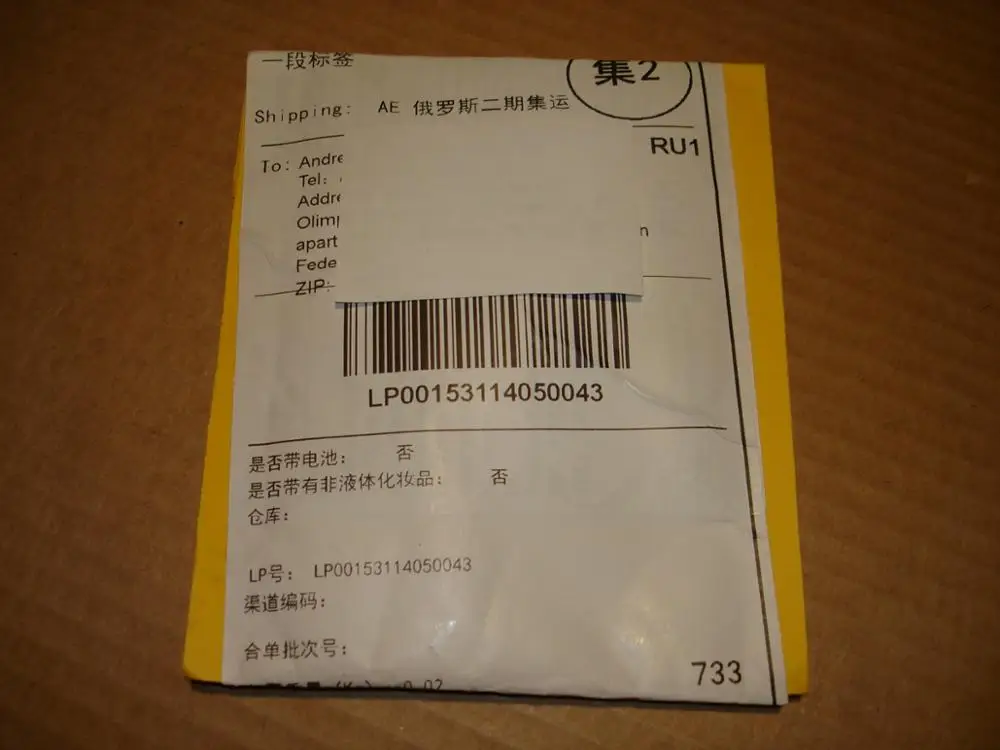 一段标签
集2
Shipping: AE 俄罗斯二期集运
RU1
To: Andre
Tel:
Addre
Olimp
n
apart
Fede
ZIP:
LP00153114050043
是否带电池: 否
是否带有非液体化妆品: 否
仓库:
LP号: LP00153114050043
渠道编码:
合单批次号:
733
0.02